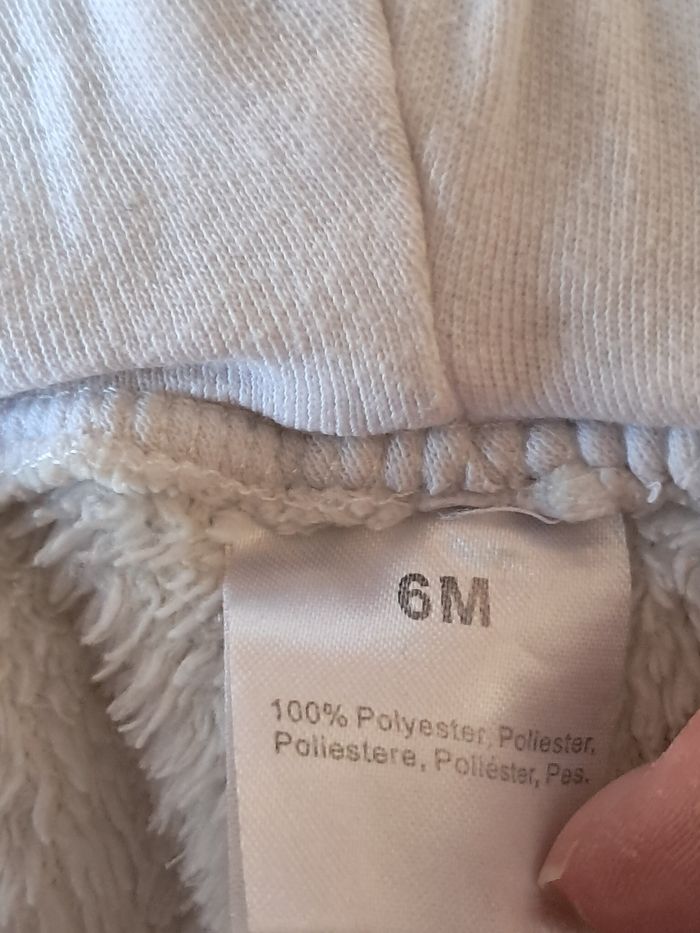 6M
100% Polyester, Poliester,
Poliestere, Poliéster, Pes.